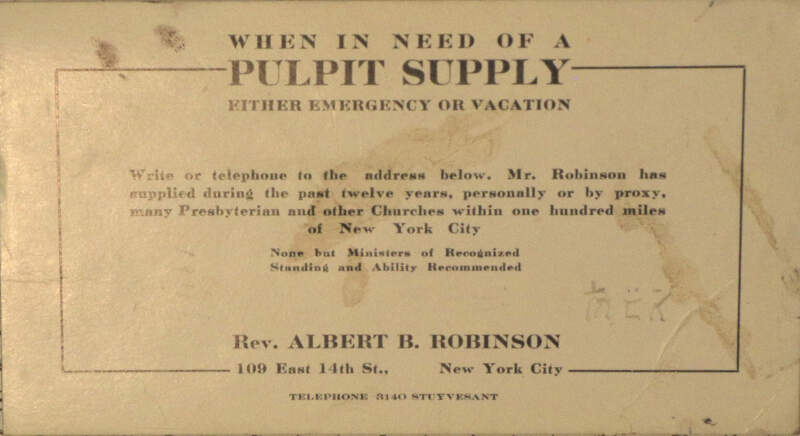 WHEN IN NEED OF A
PULPIT SUPPLY
EITHER EMERGENCY OR VACATION
Write or telephone to the address below. Mr. Robinson has
supplied during the past twelve years, personally or by proxy,
many Presbyterian and other Churches within one hundred miles
of New York City
None but Ministers of Recognized
Standing and Ability Recommended
Rev. ALBERT B. ROBINSON
109 East 14th St., New York City
TELEPHONE 3140 STUYVESANT